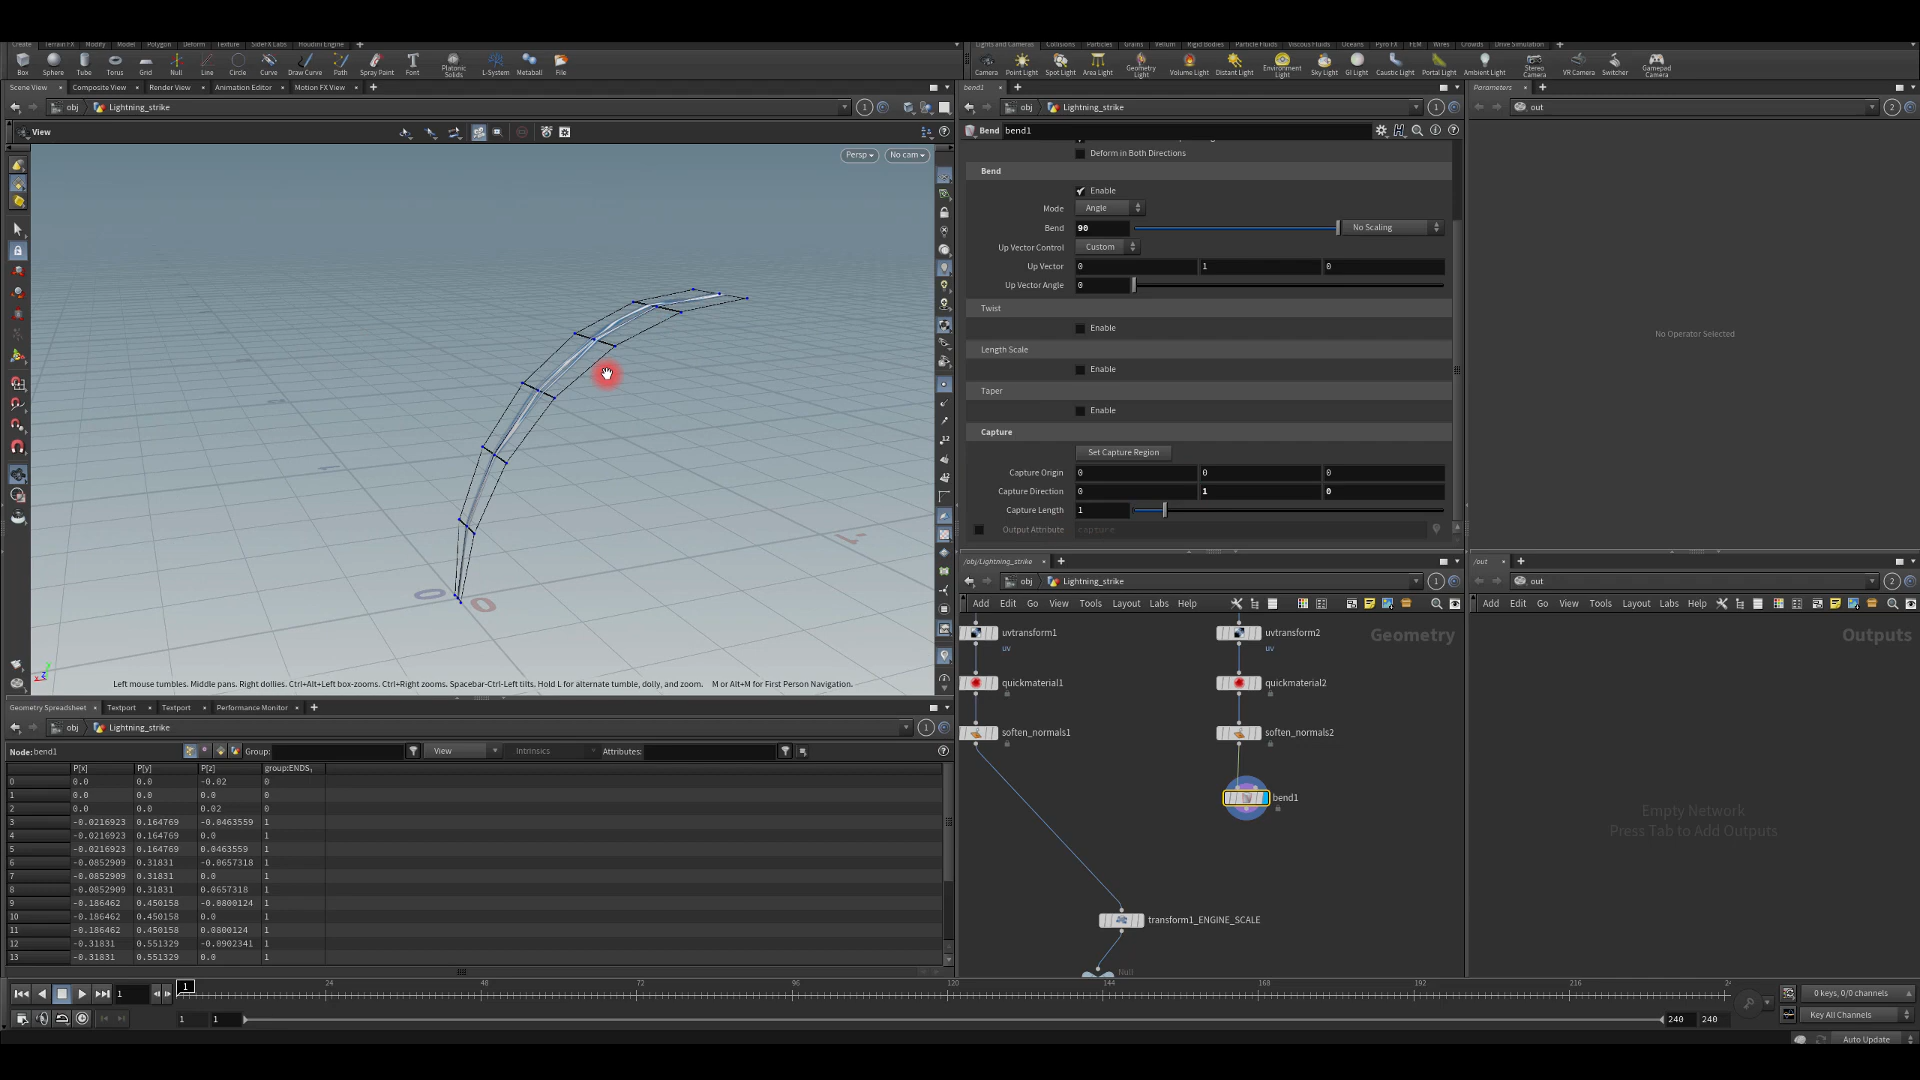 Create Terrain FX Modify Model Polygon Deform Texture SideFX Labs Houdini Engine
Box Sphere Tube Torus Grid Null Line Circle Curve Draw Curve Path Spray Paint Font Platonic Solids L-System Metaball File
Lights and Cameras Collisions Particles Grains Vellum Rigid Bodies Particle Fluids Viscous Fluids Oceans Pyro FX FEM Wires Crowds Drive Simulation
Camera Point Light Spot Light Area Light Geometry Light Volume Light Distant Light Environment Light Sky Light GI Light Caustic Light Portal Light Ambient Light Stereo Camera VR Camera Switcher Gamepad Camera
Scene View Composite View Render View Animation Editor Motion FX View
obj Lightning_strike 1
View
Persp No cam
0 0 1 1
Left mouse tumbles. Middle pans. Right dollies. Ctrl+Alt+Left box-zooms. Ctrl+Right zooms. Spacebar-Ctrl-Left tilts. Hold L for alternate tumble, dolly, and zoom. M or Alt+M for First Person Navigation.
bend1
obj Lightning_strike 1
Bend bend1
Deform in Both Directions
Bend
Enable
Mode Angle
Bend 90 No Scaling
Up Vector Control Custom
Up Vector 0 1 0
Up Vector Angle 0
Twist
Enable
Length Scale
Enable
Taper
Enable
Capture
Set Capture Region
Capture Origin 0 0 0
Capture Direction 0 1 0
Capture Length 1
Output Attribute capture
Parameters
out 2
No Operator Selected
/obj/Lightning_strike
obj Lightning_strike 1
Add Edit Go View Tools Layout Labs Help
Geometry
uvtransform1
uv
uvtransform2
uv
quickmaterial1
quickmaterial2
soften_normals1
soften_normals2
bend1
transform1_ENGINE_SCALE
Null
/out
out 2
Add Edit Go View Tools Layout Labs Help
Outputs
Empty Network
Press Tab to Add Outputs
Geometry Spreadsheet Textport Textport Performance Monitor
obj Lightning_strike 1
Node: bend1 Group: View Intrinsics Attributes:
P[x] P[y] P[z] group:ENDS
0 0.0 0.0 -0.02 0
1 0.0 0.0 0.0 0
2 0.0 0.0 0.02 0
3 -0.0216923 0.164769 -0.0463559 1
4 -0.0216923 0.164769 0.0 1
5 -0.0216923 0.164769 0.0463559 1
6 -0.0852909 0.31831 -0.0657318 1
7 -0.0852909 0.31831 0.0 1
8 -0.0852909 0.31831 0.0657318 1
9 -0.186462 0.450158 -0.0800124 1
10 -0.186462 0.450158 0.0 1
11 -0.186462 0.450158 0.0800124 1
12 -0.31831 0.551329 -0.0902341 1
13 -0.31831 0.551329 0.0 1
1 1 24 48 72 96 120 144 168 192 216 24
1 1 240 240
0 keys, 0/0 channels
Key All Channels
Auto Update